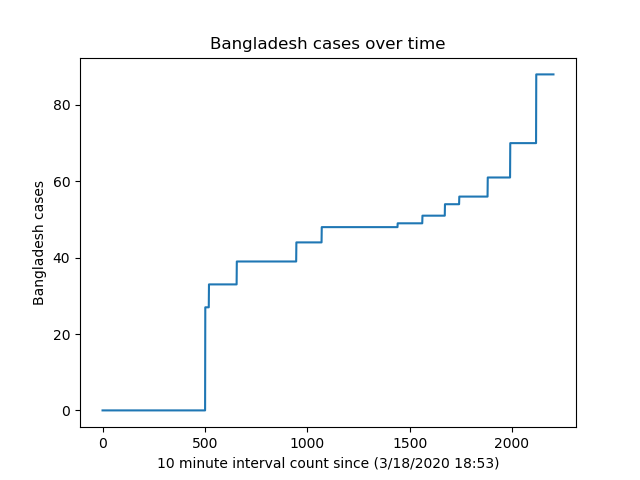 Bangladesh cases over time
Bangladesh cases
80
60
40
20
0
0 500 1000 1500 2000
10 minute interval count since (3/18/2020 18:53)